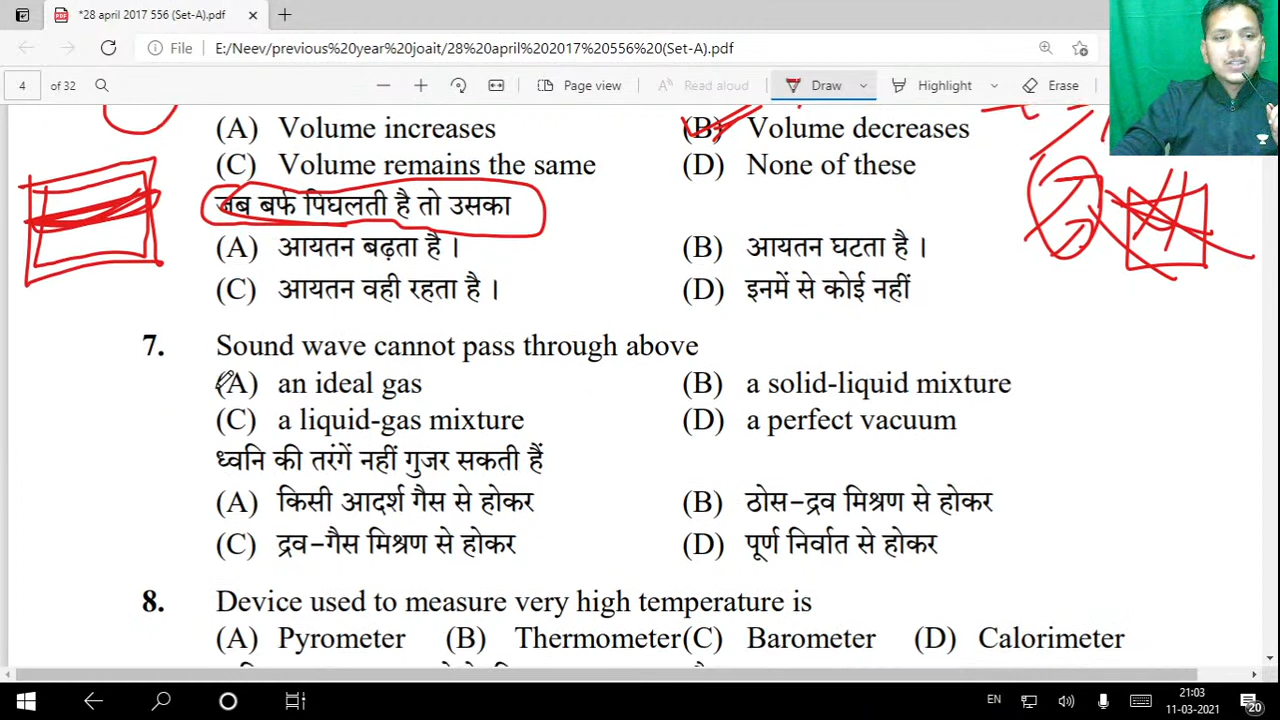 *28 april 2017 556 (Set-A).pdf
File E:/Neev/previous%20year%20joait/28%20april%202017%20556%20(Set-A).pdf
4 of 32 Page view Read aloud Draw Highlight Erase
(A) Volume increases (B) Volume decreases
(C) Volume remains the same (D) None of these
जब बर्फ पिघलती है तो उसका
(A) आयतन बढ़ता है । (B) आयतन घटता है ।
(C) आयतन वही रहता है । (D) इनमें से कोई नहीं
7. Sound wave cannot pass through above
(A) an ideal gas (B) a solid-liquid mixture
(C) a liquid-gas mixture (D) a perfect vacuum
ध्वनि की तरंगें नहीं गुजर सकती हैं
(A) किसी आदर्श गैस से होकर (B) ठोस-द्रव मिश्रण से होकर
(C) द्रव-गैस मिश्रण से होकर (D) पूर्ण निर्वात से होकर
8. Device used to measure very high temperature is
(A) Pyrometer (B) Thermometer (C) Barometer (D) Calorimeter
EN 21:03
11-03-2021 20